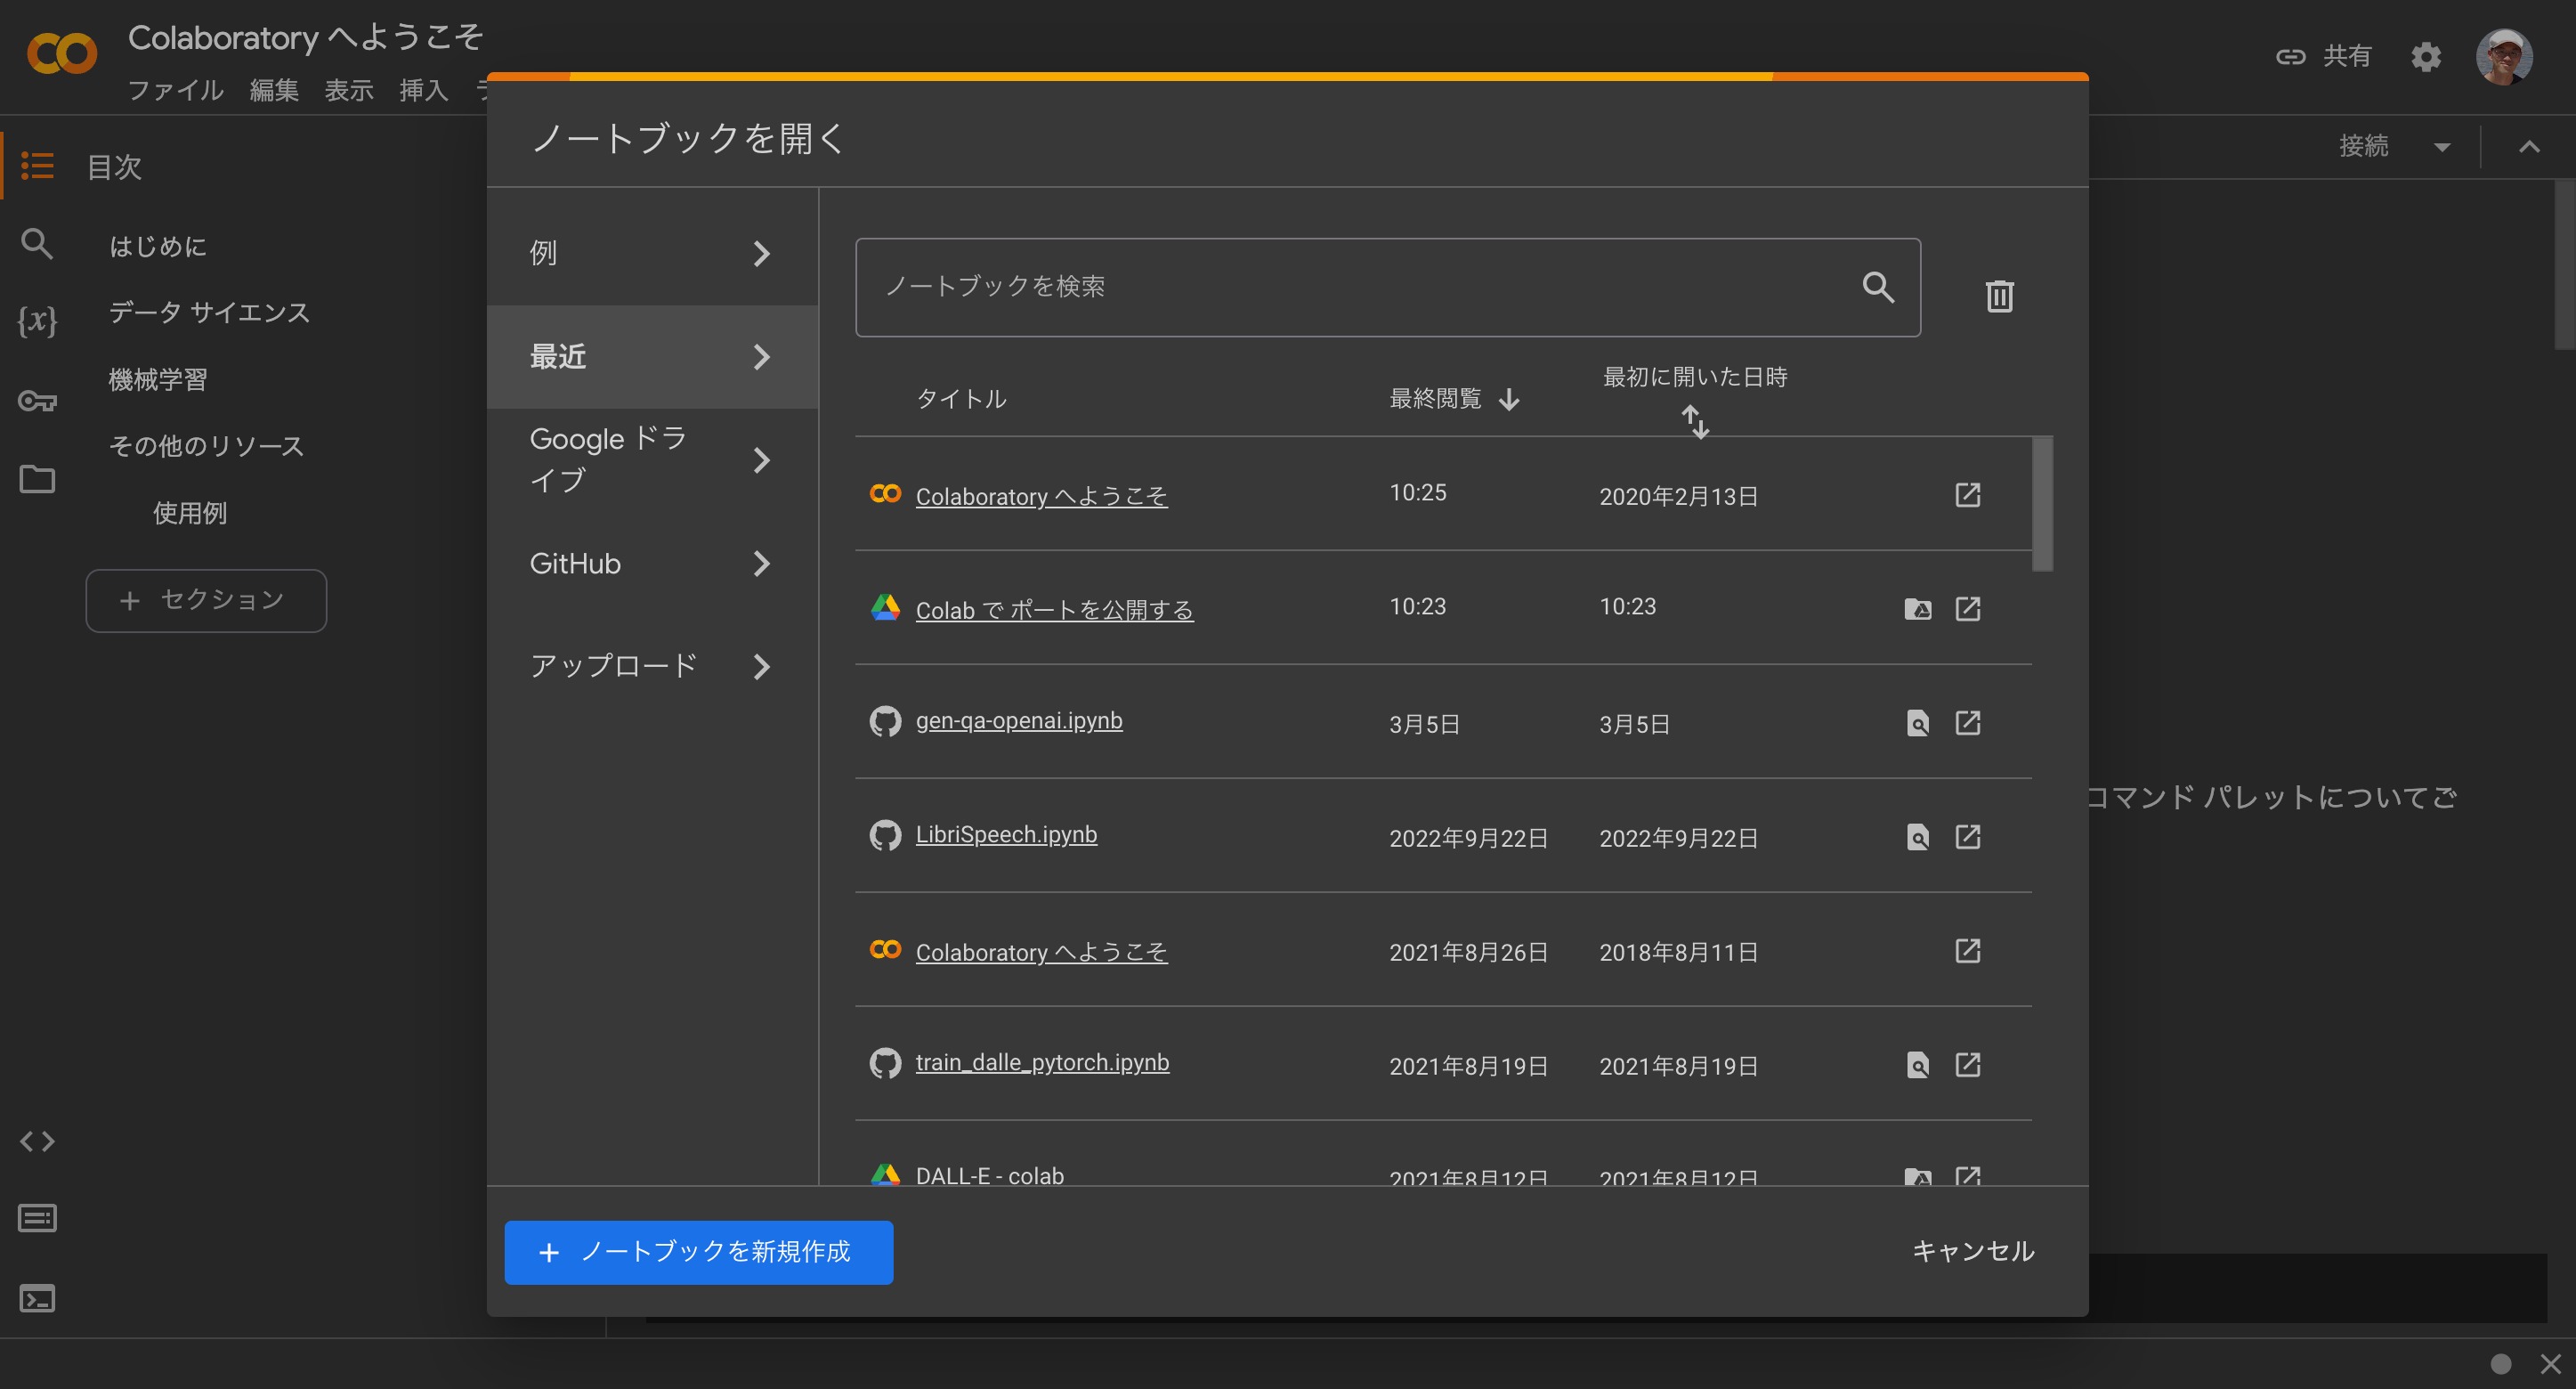 Colaboratory へようこそ
ファイル 編集 表示 挿入
共有
接続
目次
はじめに
データ サイエンス
機械学習
その他のリソース
使用例
+ セクション
{x}
ノートブックを開く
例
最近
Google ドラ
イブ
GitHub
アップロード
ノートブックを検索
タイトル 最終閲覧 最初に開いた日時
Colaboratory へようこそ 10:25 2020年2月13日
Colab で ポートを公開する 10:23 10:23
gen-qa-openai.ipynb 3月5日 3月5日
LibriSpeech.ipynb 2022年9月22日 2022年9月22日
Colaboratory へようこそ 2021年8月26日 2018年8月11日
train_dalle_pytorch.ipynb 2021年8月19日 2021年8月19日
DALL-E - colab 2021年8月12日 2021年8月12日
+ ノートブックを新規作成
キャンセル
コマンド パレットについてご